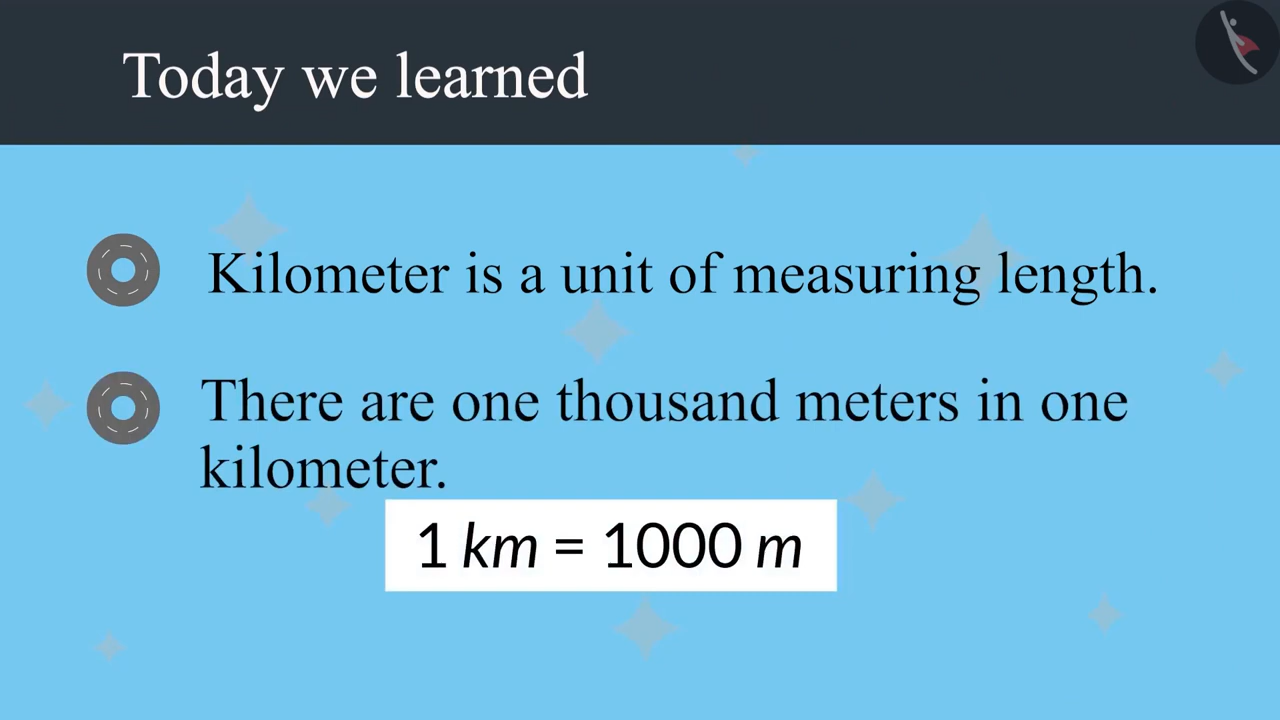 Today we learned
Kilometer is a unit of measuring length.
There are one thousand meters in one
kilometer.
1 km = 1000 m